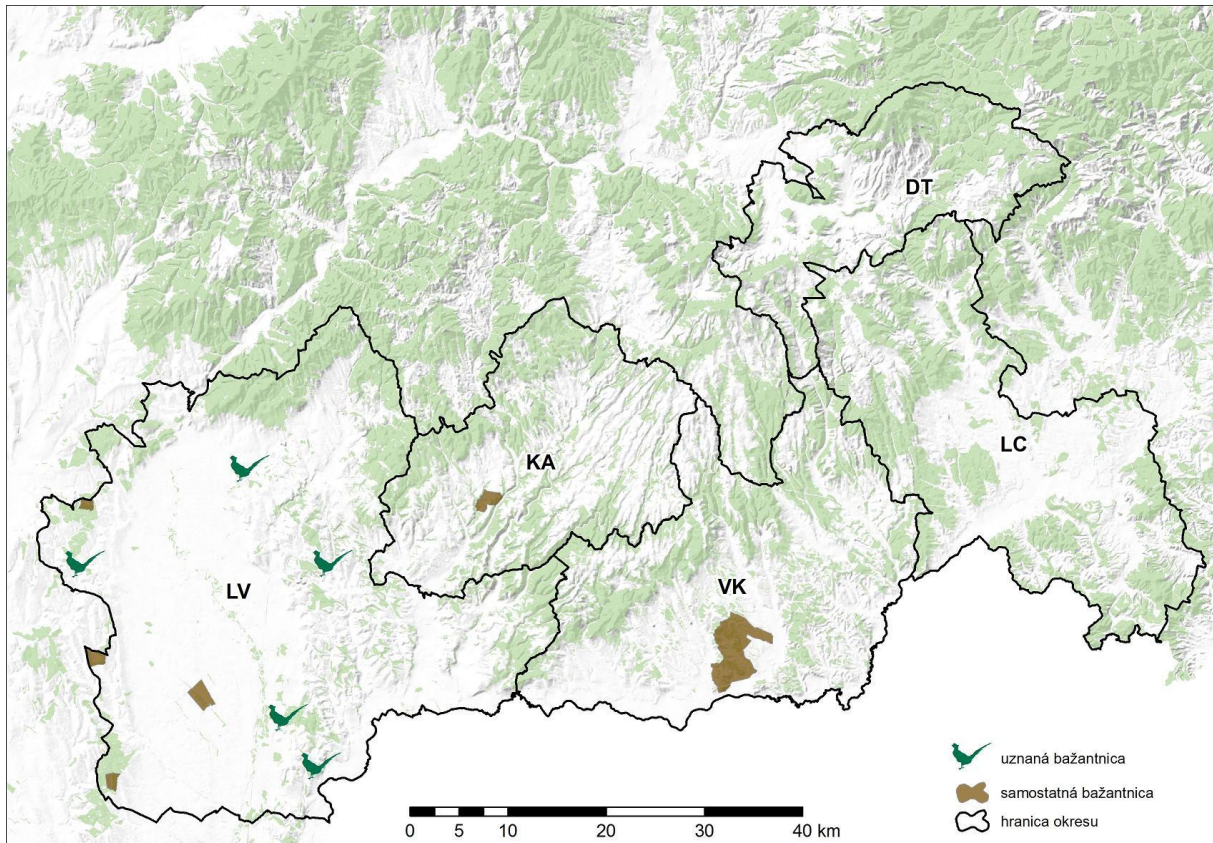 DT
LC
KA
VK
LV
uznaná bažantnica
samostatná bažantnica
hranica okresu
0 5 10 20 30 40 km